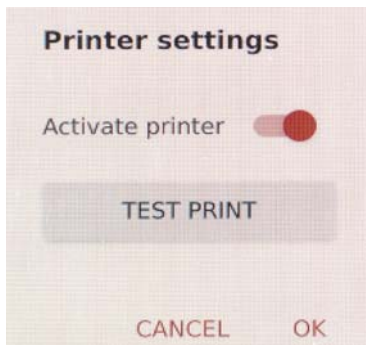 Printer settings
Activate printer
TEST PRINT
CANCEL OK